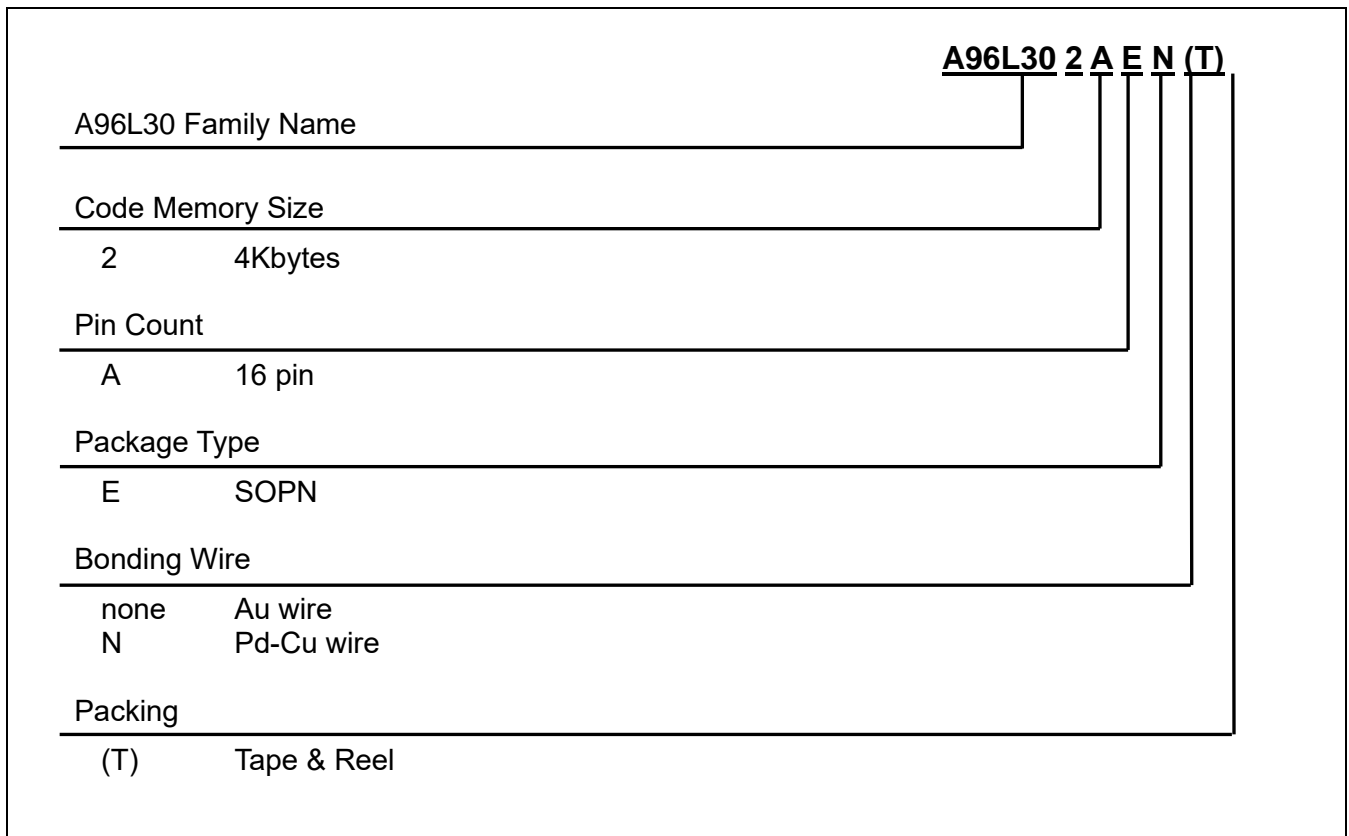 A96L30 2 A E N (T)
A96L30 Family Name
Code Memory Size
2 4Kbytes
Pin Count
A 16 pin
Package Type
E SOPN
Bonding Wire
none Au wire
N Pd-Cu wire
Packing
(T) Tape & Reel